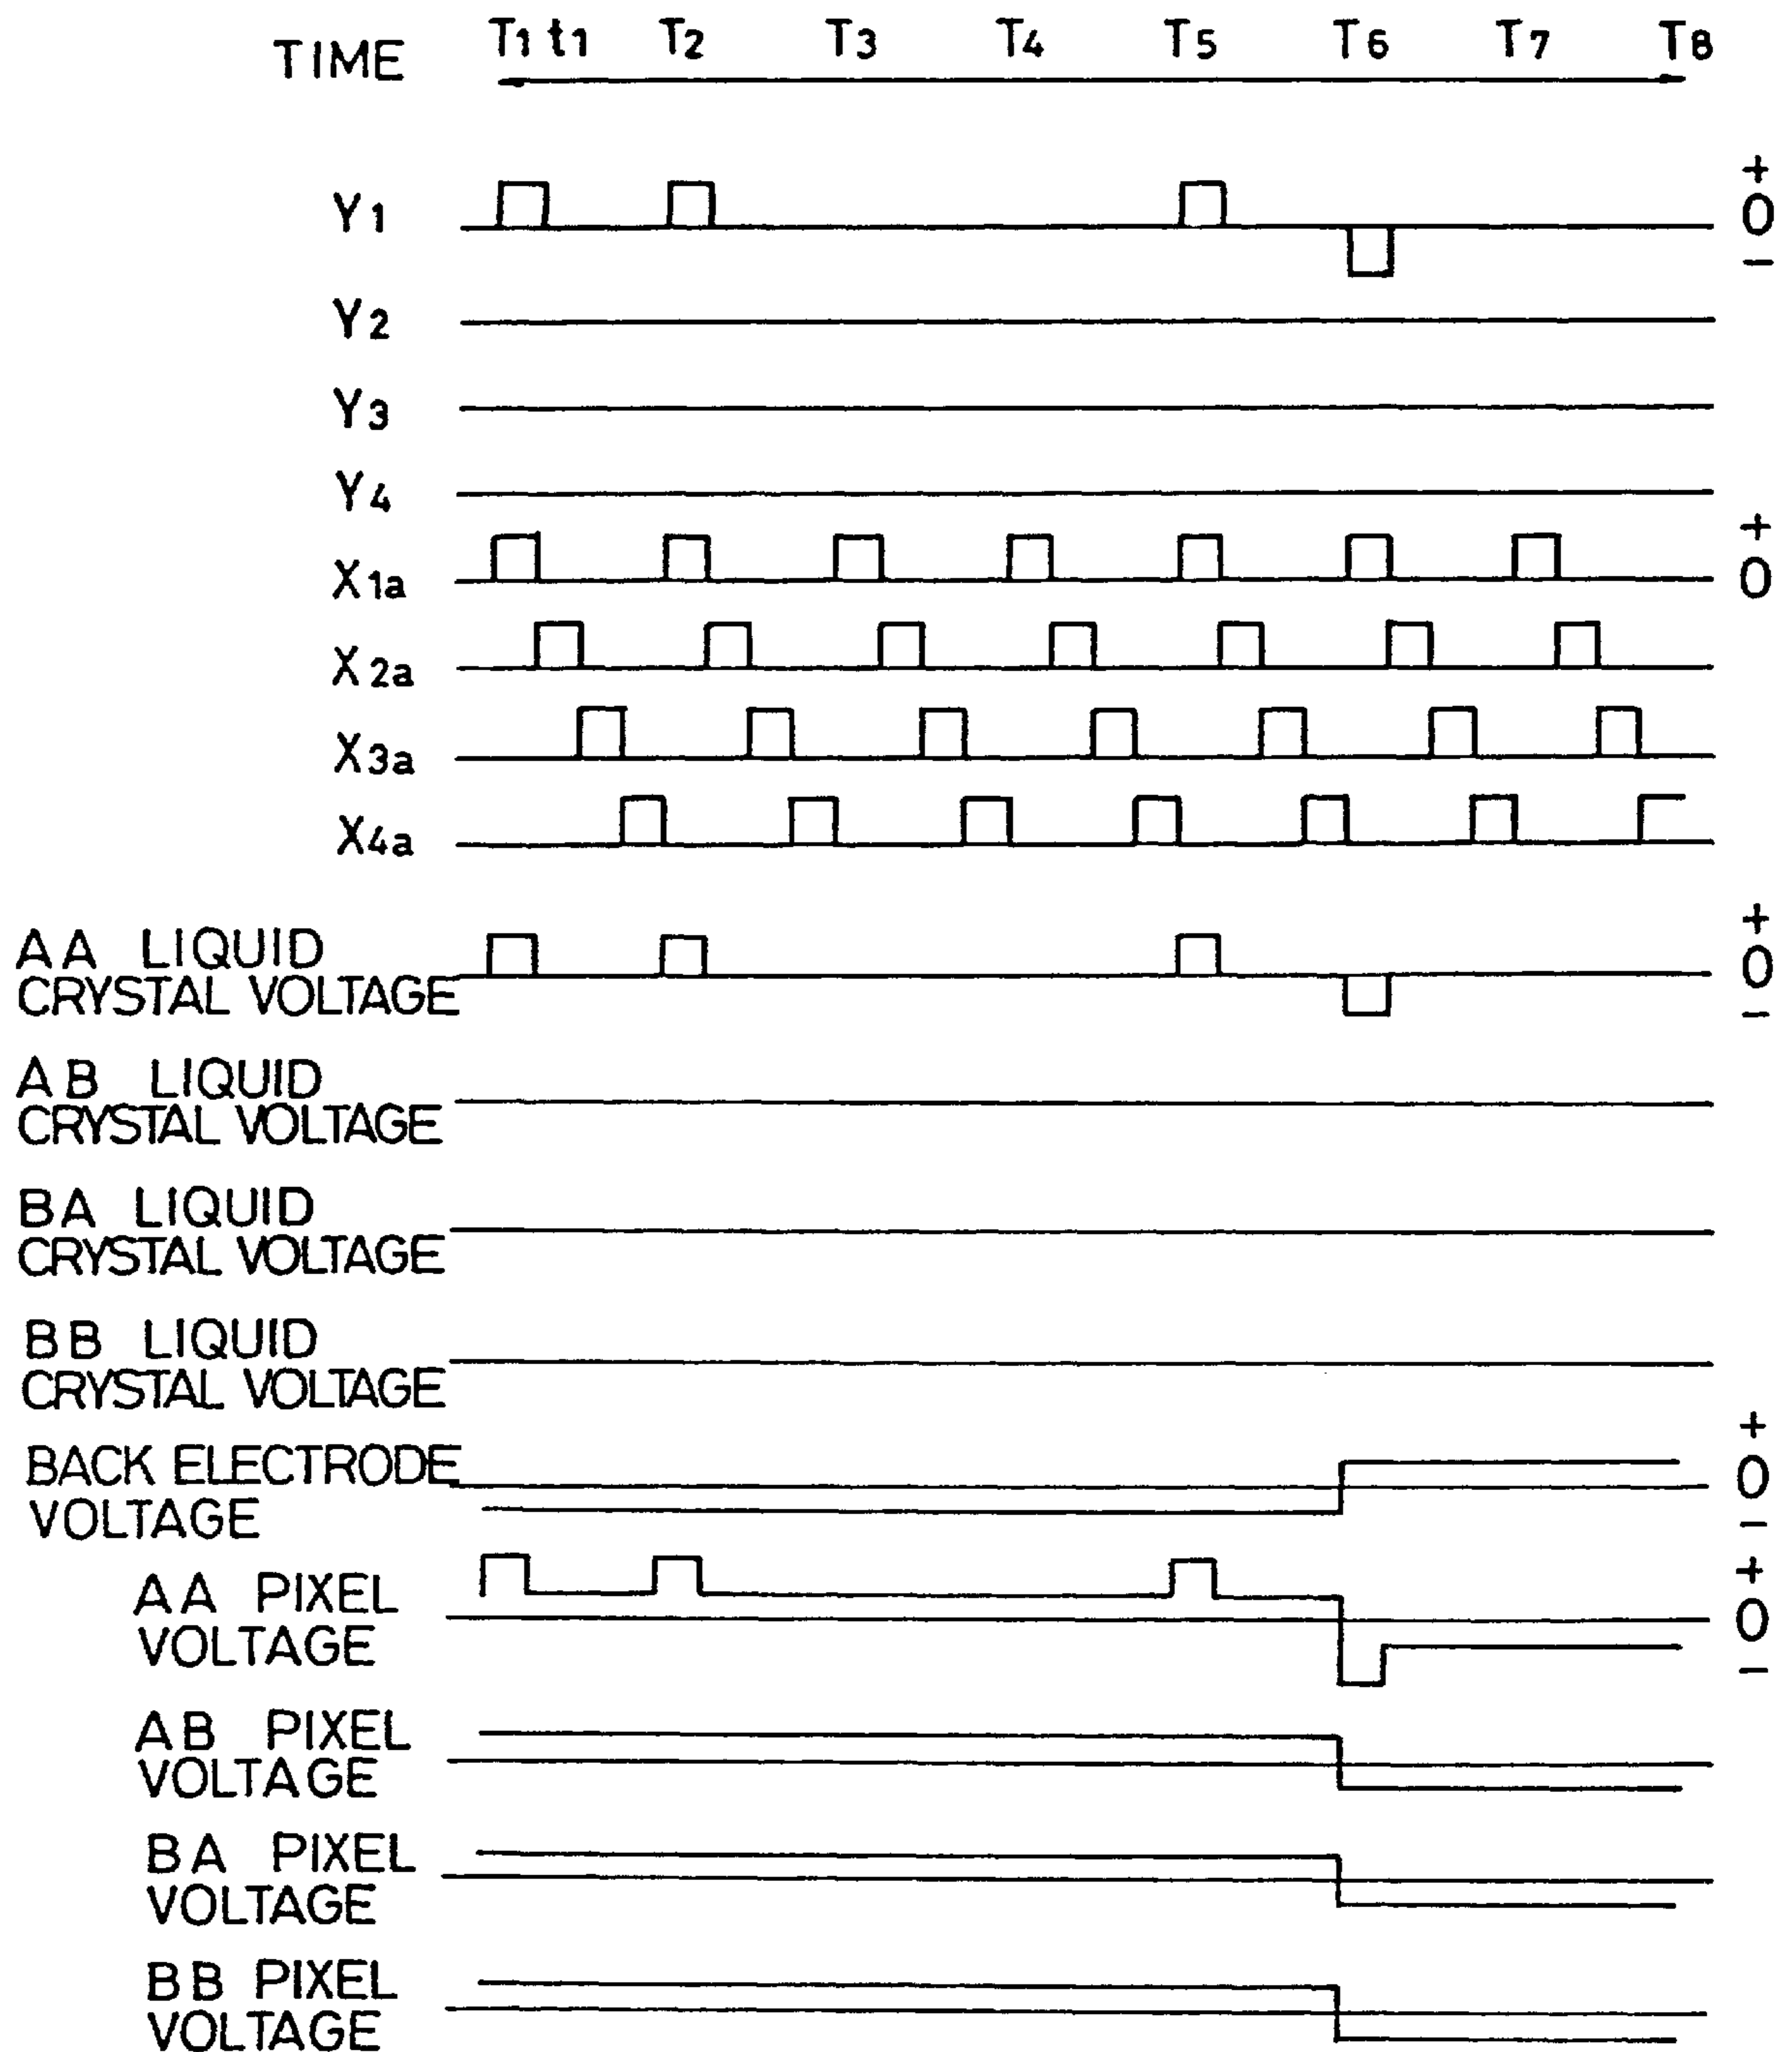 TIME T1 t1 T2 T3 T4 T5 T6 T7 T8
+
Y1 0
−
Y2
Y3
Y4
+
X1a 0
X2a
X3a
X4a
+
AA LIQUID 0
CRYSTAL VOLTAGE −
AB LIQUID
CRYSTAL VOLTAGE
BA LIQUID
CRYSTAL VOLTAGE
BB LIQUID
CRYSTAL VOLTAGE
+
BACK ELECTRODE 0
VOLTAGE −
+
AA PIXEL 0
VOLTAGE −
AB PIXEL
VOLTAGE
BA PIXEL
VOLTAGE
BB PIXEL
VOLTAGE